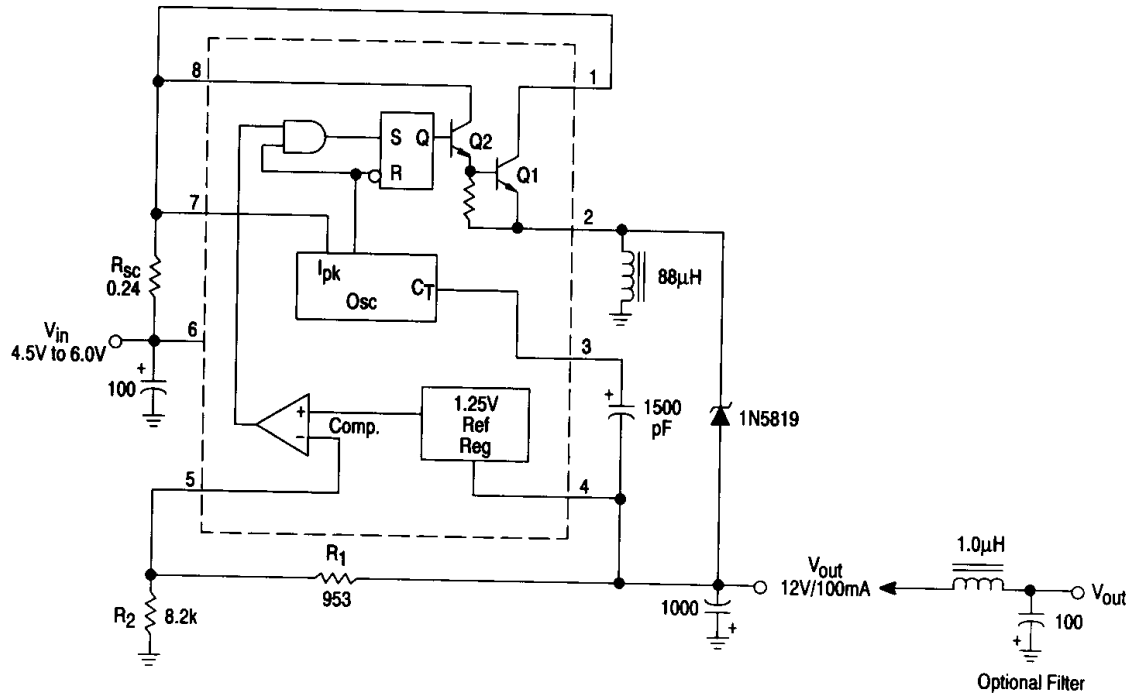 8
1
S Q
Q2
R
Q1
7
2
Rsc
0.24
Ipk
CT
Osc
88μH
Vin
4.5V to 6.0V
6
3
+
100
+
1500
pF
1N5819
+
−
Comp.
1.25V
Ref
Reg
5
4
R1
953
R2
8.2k
Vout
12V/100mA
1000
+
1.0μH
Vout
100
+
Optional Filter